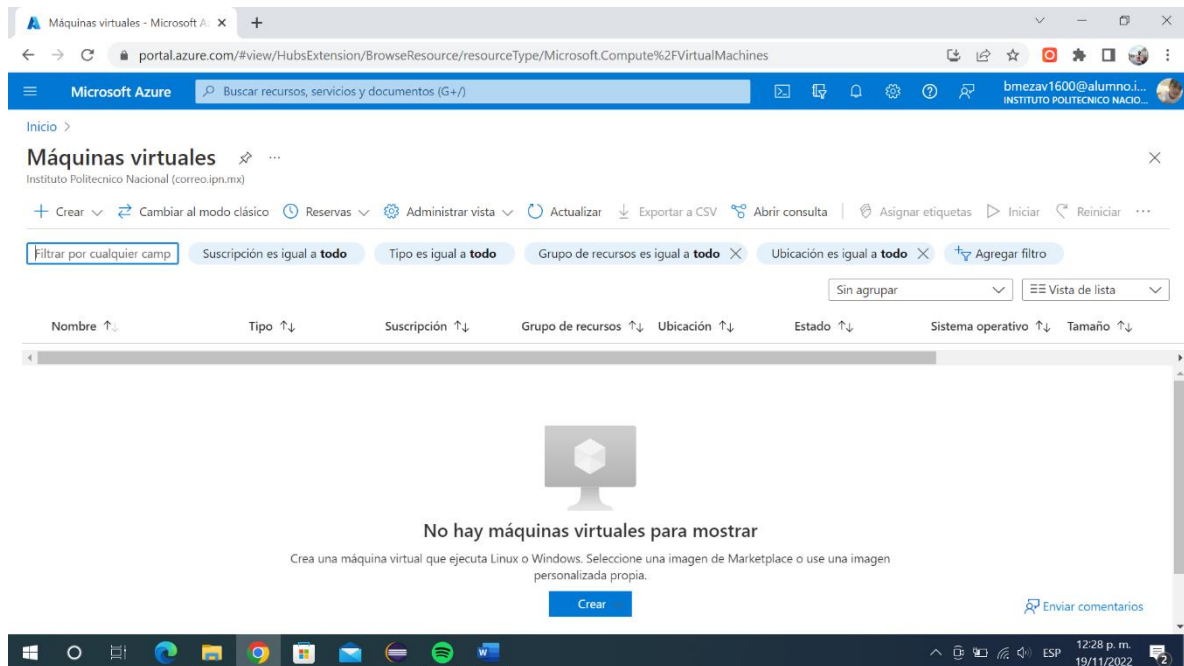 Máquinas virtuales - Microsoft A
portal.azure.com/#view/HubsExtension/BrowseResource/resourceType/Microsoft.Compute%2FVirtualMachines
Microsoft Azure
Buscar recursos, servicios y documentos (G+/)
bmezav1600@alumno.i...
INSTITUTO POLITECNICO NACIO...
Inicio >
Máquinas virtuales
Instituto Politecnico Nacional (correo.ipn.mx)
Crear Cambiar al modo clásico Reservas Administrar vista Actualizar Exportar a CSV Abrir consulta Asignar etiquetas Iniciar Reiniciar ...
Filtrar por cualquier camp Suscripción es igual a todo Tipo es igual a todo Grupo de recursos es igual a todo Ubicación es igual a todo Agregar filtro
Sin agrupar Vista de lista
Nombre Tipo Suscripción Grupo de recursos Ubicación Estado Sistema operativo Tamaño
No hay máquinas virtuales para mostrar
Crea una máquina virtual que ejecuta Linux o Windows. Seleccione una imagen de Marketplace o use una imagen
personalizada propia.
Crear
Enviar comentarios
ESP 12:28 p. m.
19/11/2022
2